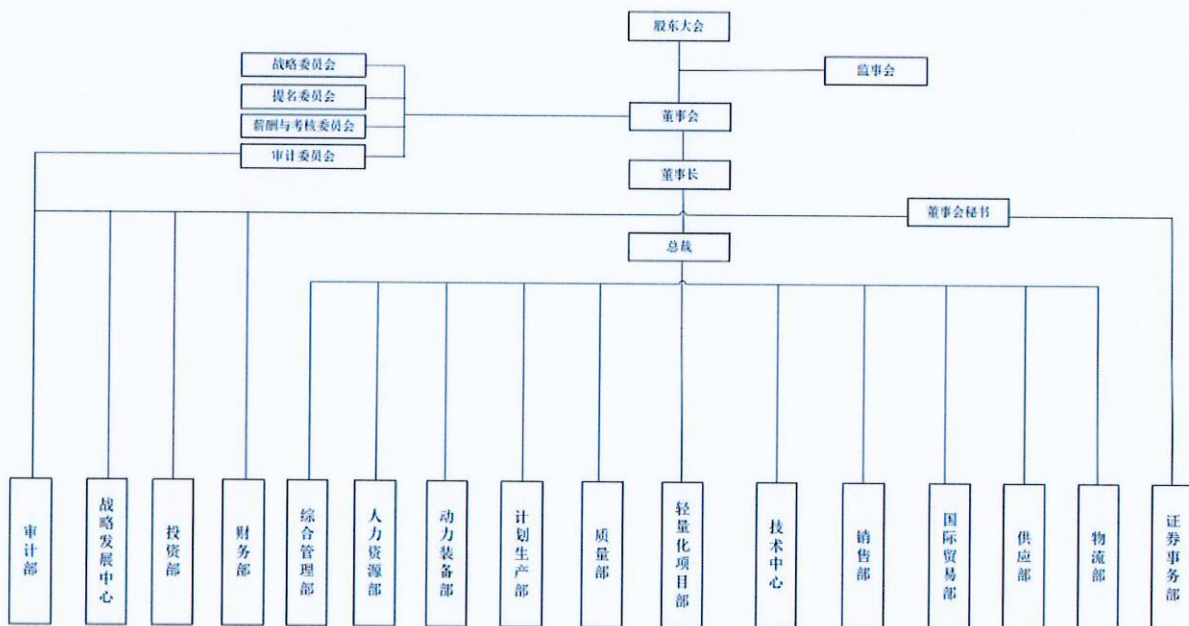 股东大会
战略委员会
监事会
提名委员会
董事会
薪酬与考核委员会
审计委员会
董事长
董事会秘书
总裁
审计部
战略发展中心
投资部
财务部
综合管理部
人力资源部
动力装备部
计划生产部
质量部
轻量化项目部
技术中心
销售部
国际贸易部
供应部
物流部
证券事务部